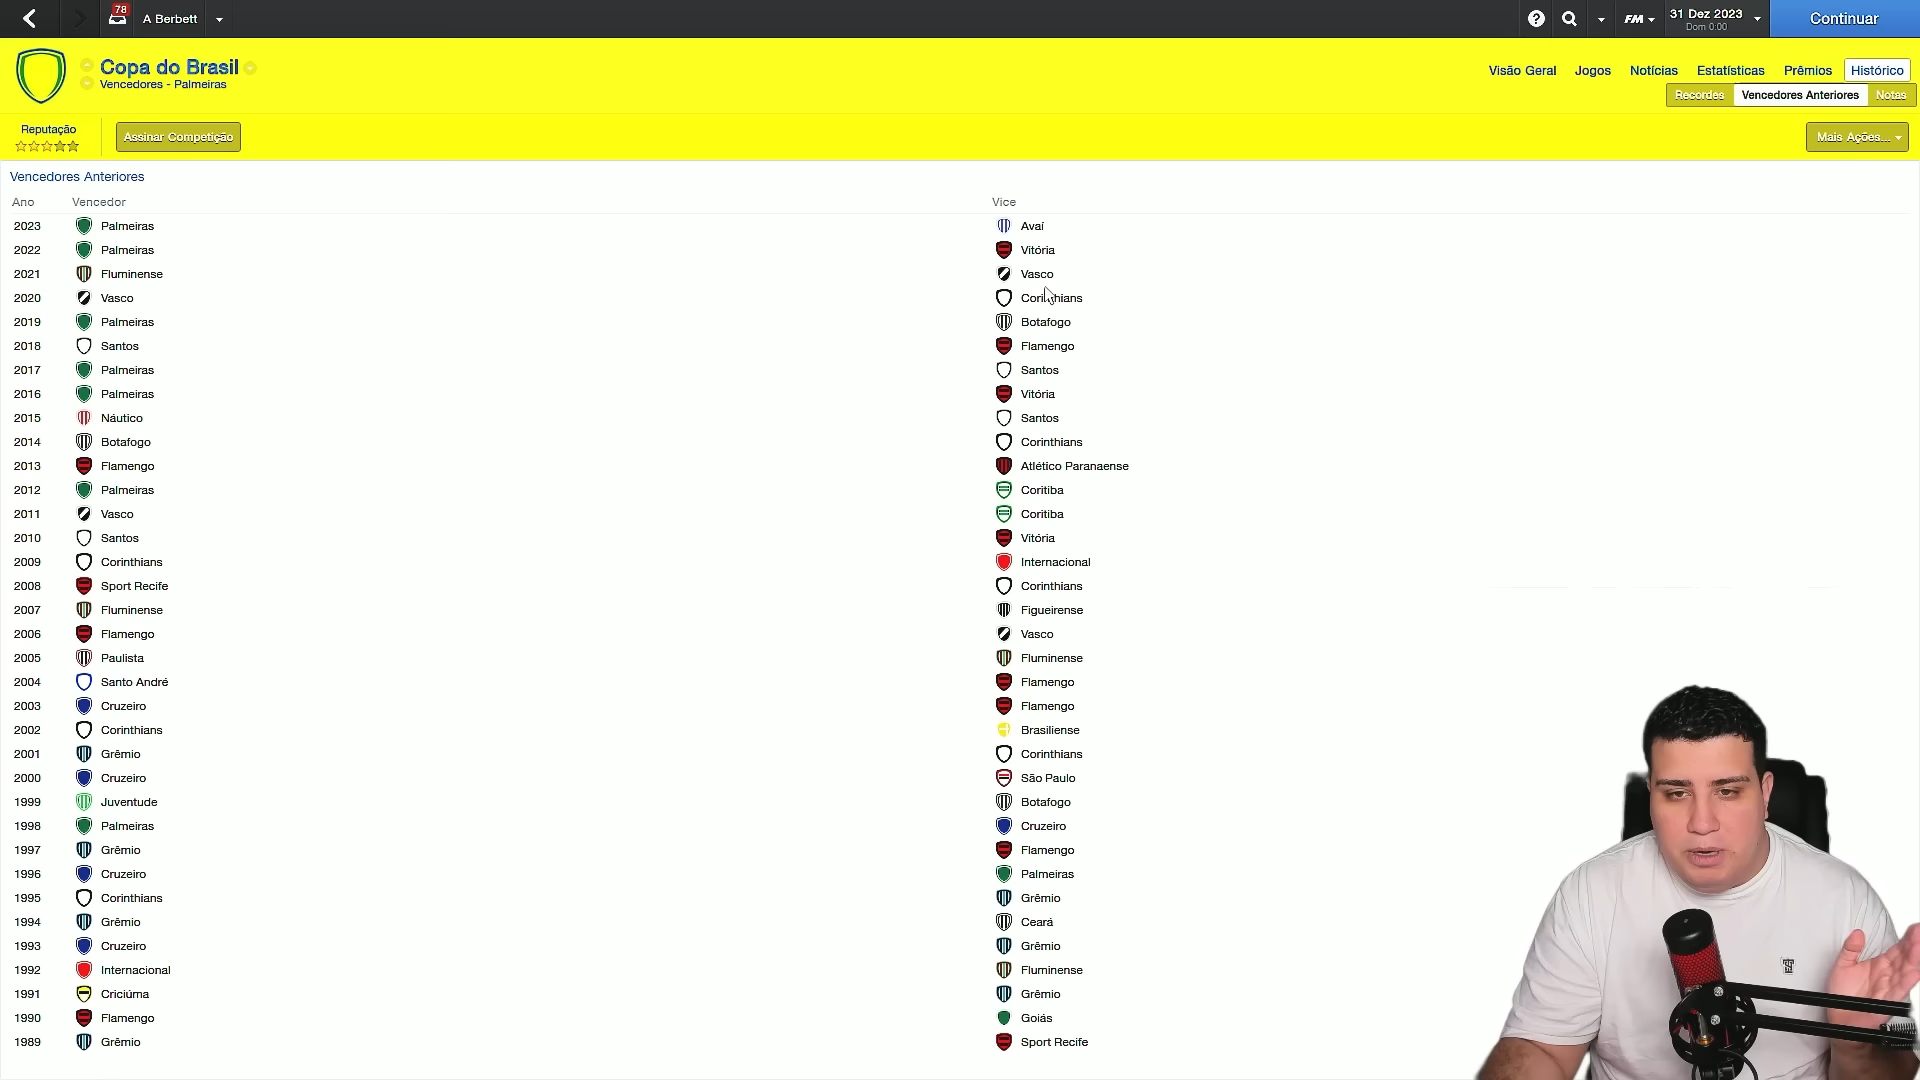 78
A Berbett
?
FM
31 Dez 2023
Dom 0:00
Continuar
Copa do Brasil
Vencedores - Palmeiras
Visão Geral Jogos Notícias Estatísticas Prêmios Histórico
Recordes Vencedores Anteriores Notas
Reputação
Assinar Competição
Mais Ações...
Vencedores Anteriores
Ano Vencedor Vice
2023 Palmeiras Avaí
2022 Palmeiras Vitória
2021 Fluminense Vasco
2020 Vasco Corinthians
2019 Palmeiras Botafogo
2018 Santos Flamengo
2017 Palmeiras Santos
2016 Palmeiras Vitória
2015 Náutico Santos
2014 Botafogo Corinthians
2013 Flamengo Atlético Paranaense
2012 Palmeiras Coritiba
2011 Vasco Coritiba
2010 Santos Vitória
2009 Corinthians Internacional
2008 Sport Recife Corinthians
2007 Fluminense Figueirense
2006 Flamengo Vasco
2005 Paulista Fluminense
2004 Santo André Flamengo
2003 Cruzeiro Flamengo
2002 Corinthians Brasiliense
2001 Grêmio Corinthians
2000 Cruzeiro São Paulo
1999 Juventude Botafogo
1998 Palmeiras Cruzeiro
1997 Grêmio Flamengo
1996 Cruzeiro Palmeiras
1995 Corinthians Grêmio
1994 Grêmio Ceará
1993 Cruzeiro Grêmio
1992 Internacional Fluminense
1991 Criciúma Grêmio
1990 Flamengo Goiás
1989 Grêmio Sport Recife